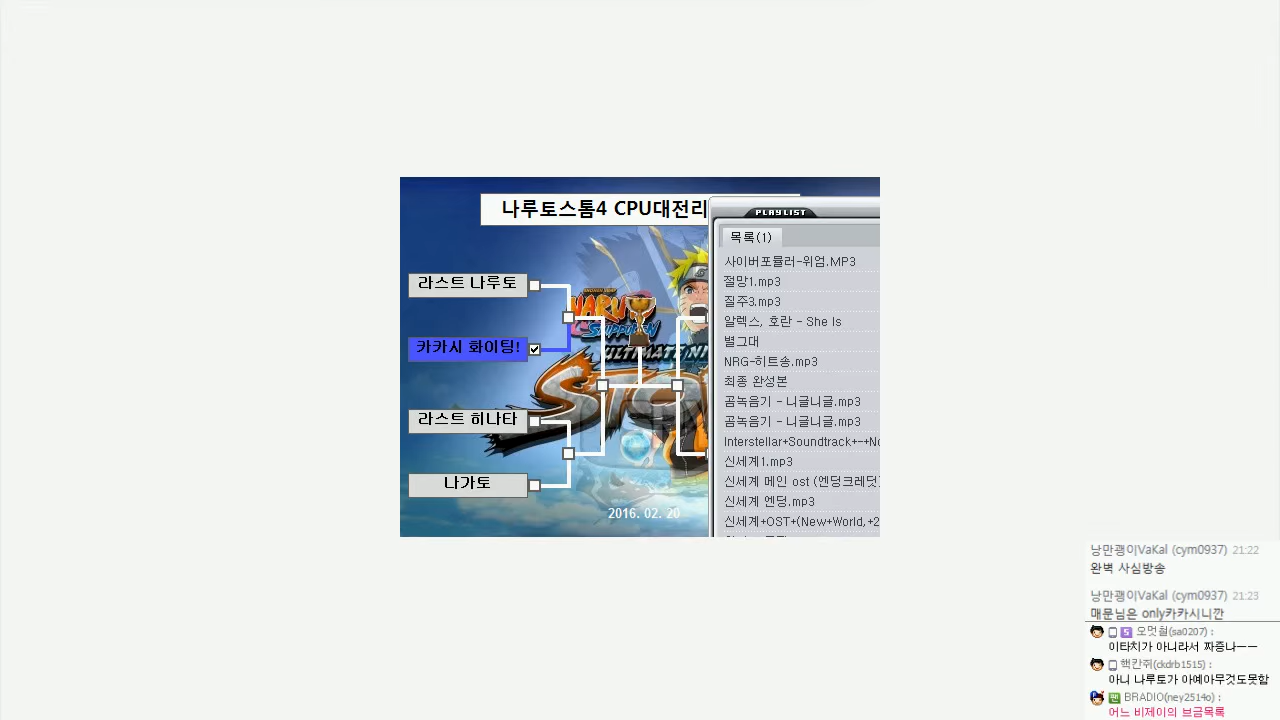 나루토스톰4 CPU대전리
PLAYLIST
목록(1)
사이버포뮬러-위엄.MP3
절망1.mp3
질주3.mp3
알렉스, 호란 - She Is
별그대
NRG-히트송.mp3
최종 완성본
곰녹음기 - 니글니글.mp3
곰녹음기 - 니글니글.mp3
Interstellar+Soundtrack+-+No
신세계1.mp3
신세계 메인 ost (엔딩크레딧)
신세계 엔딩.mp3
신세계+OST+(New+World,+2
라스트 나루토
카카시 화이팅!
라스트 히나타
나가토
NARU
SHIPPUDEN
ULTIMATE NIN
STO
2016. 02. 20
낭만괭이VaKal (cym0937) 21:22
완벽 사심방송
낭만괭이VaKal (cym0937) 21:23
매문님은 only카카시니깐
5 오멋철(sa0207) :
이타치가 아니라서 짜증나ㅡㅡ
핵칸쥐(ckdrb1515) :
아니 나루토가 아예아무것도못함
팬 BRADIO(ney2514o) :
어느 비제이의 브금목록